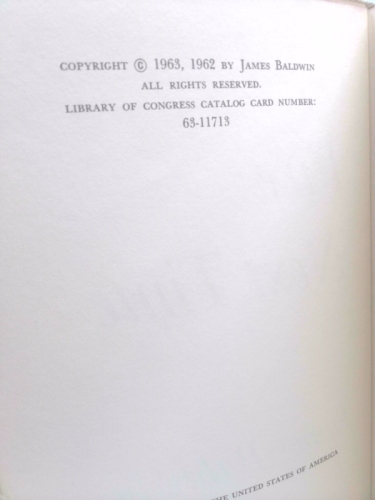 COPYRIGHT © 1963, 1962 BY JAMES BALDWIN
ALL RIGHTS RESERVED.
LIBRARY OF CONGRESS CATALOG CARD NUMBER:
63-11713
THE UNITED STATES OF AMERICA